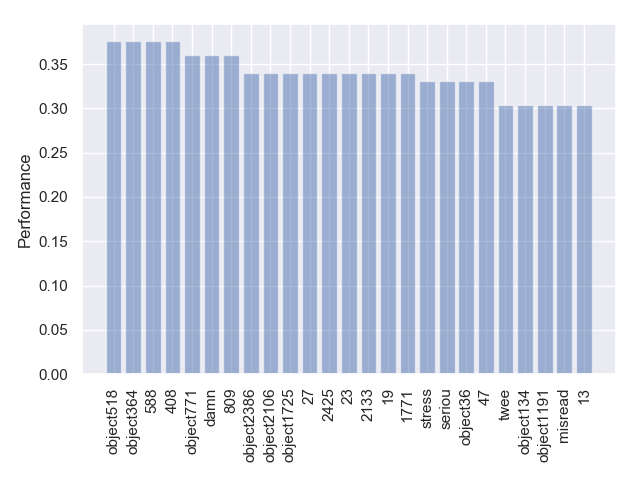 0.35
0.30
0.25
0.20
0.15
0.10
0.05
0.00
Performance
object518
object364
588
408
object771
damn
809
object2386
object2106
object1725
27
2425
23
2133
19
1771
stress
seriou
object36
47
twee
object134
object1191
misread
13